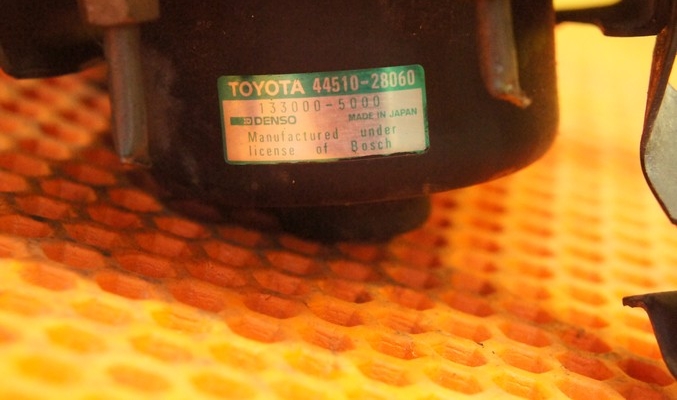 TOYOTA 44510-28060
133000-5000
DENSO MADE IN JAPAN
Manufactured under
license of Bosch